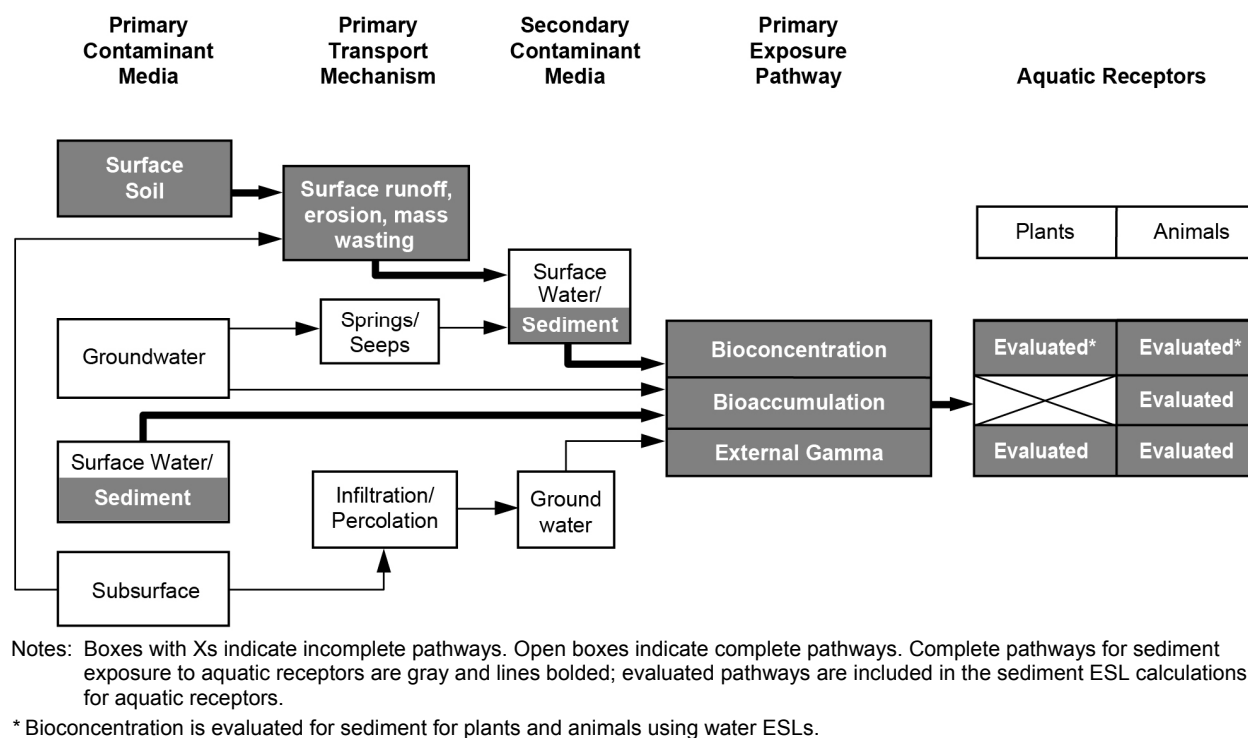 Primary
Contaminant
Media
Primary
Transport
Mechanism
Secondary
Contaminant
Media
Primary
Exposure
Pathway
Aquatic Receptors
Surface
Soil
Surface runoff,
erosion, mass
wasting
Plants
Animals
Surface
Water/
Sediment
Groundwater
Springs/
Seeps
Bioconcentration
Evaluated*
Evaluated*
Bioaccumulation
Evaluated
External Gamma
Evaluated
Evaluated
Surface Water/
Sediment
Infiltration/
Percolation
Ground
water
Subsurface
Notes: Boxes with Xs indicate incomplete pathways. Open boxes indicate complete pathways. Complete pathways for sediment
exposure to aquatic receptors are gray and lines bolded; evaluated pathways are included in the sediment ESL calculations
for aquatic receptors.
* Bioconcentration is evaluated for sediment for plants and animals using water ESLs.